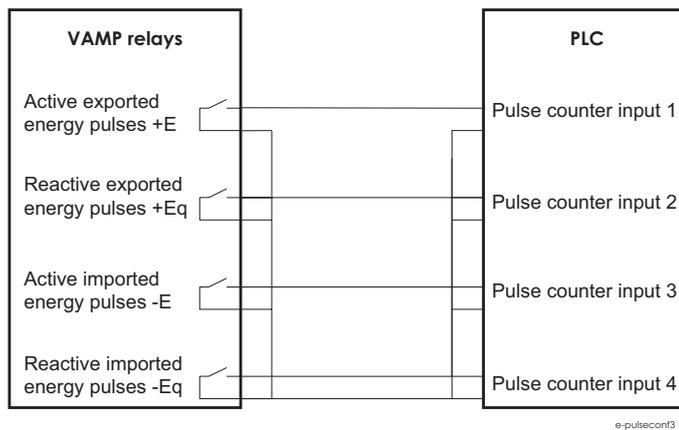 VAMP relays
PLC
Active exported
energy pulses +E
Pulse counter input 1
Reactive exported
energy pulses +Eq
Pulse counter input 2
Active imported
energy pulses -E
Pulse counter input 3
Reactive imported
energy pulses -Eq
Pulse counter input 4
e-pulseconf3